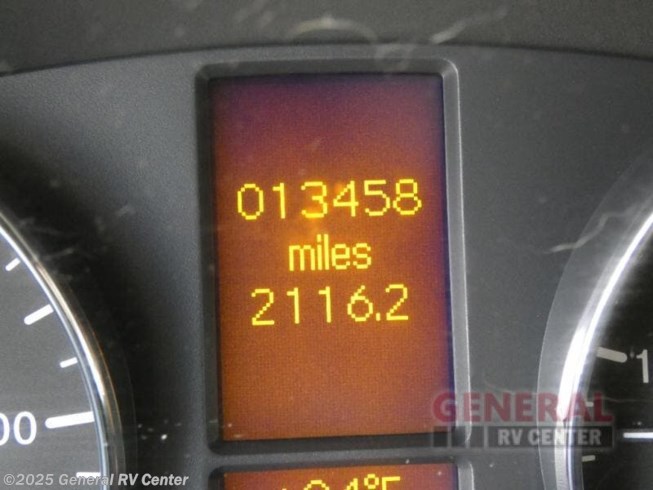 013458
miles
2116.2
GENERAL
RV CENTER
©2025 General RV Center